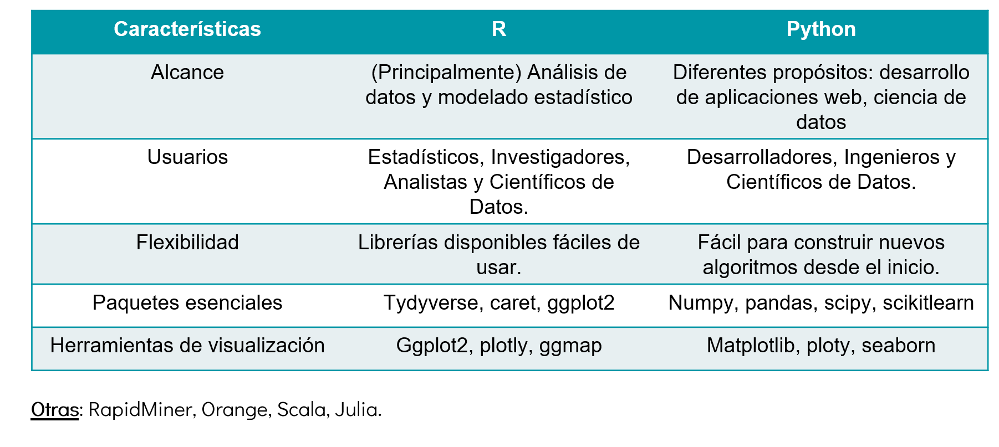 Características R Python
Alcance (Principalmente) Análisis de Diferentes propósitos: desarrollo
datos y modelado estadístico de aplicaciones web, ciencia de
datos
Usuarios Estadísticos, Investigadores, Desarrolladores, Ingenieros y
Analistas y Científicos de Científicos de Datos.
Datos.
Flexibilidad Librerías disponibles fáciles de Fácil para construir nuevos
usar. algoritmos desde el inicio.
Paquetes esenciales Tydyverse, caret, ggplot2 Numpy, pandas, scipy, scikitlearn
Herramientas de visualización Ggplot2, plotly, ggmap Matplotlib, ploty, seaborn
Otras: RapidMiner, Orange, Scala, Julia.